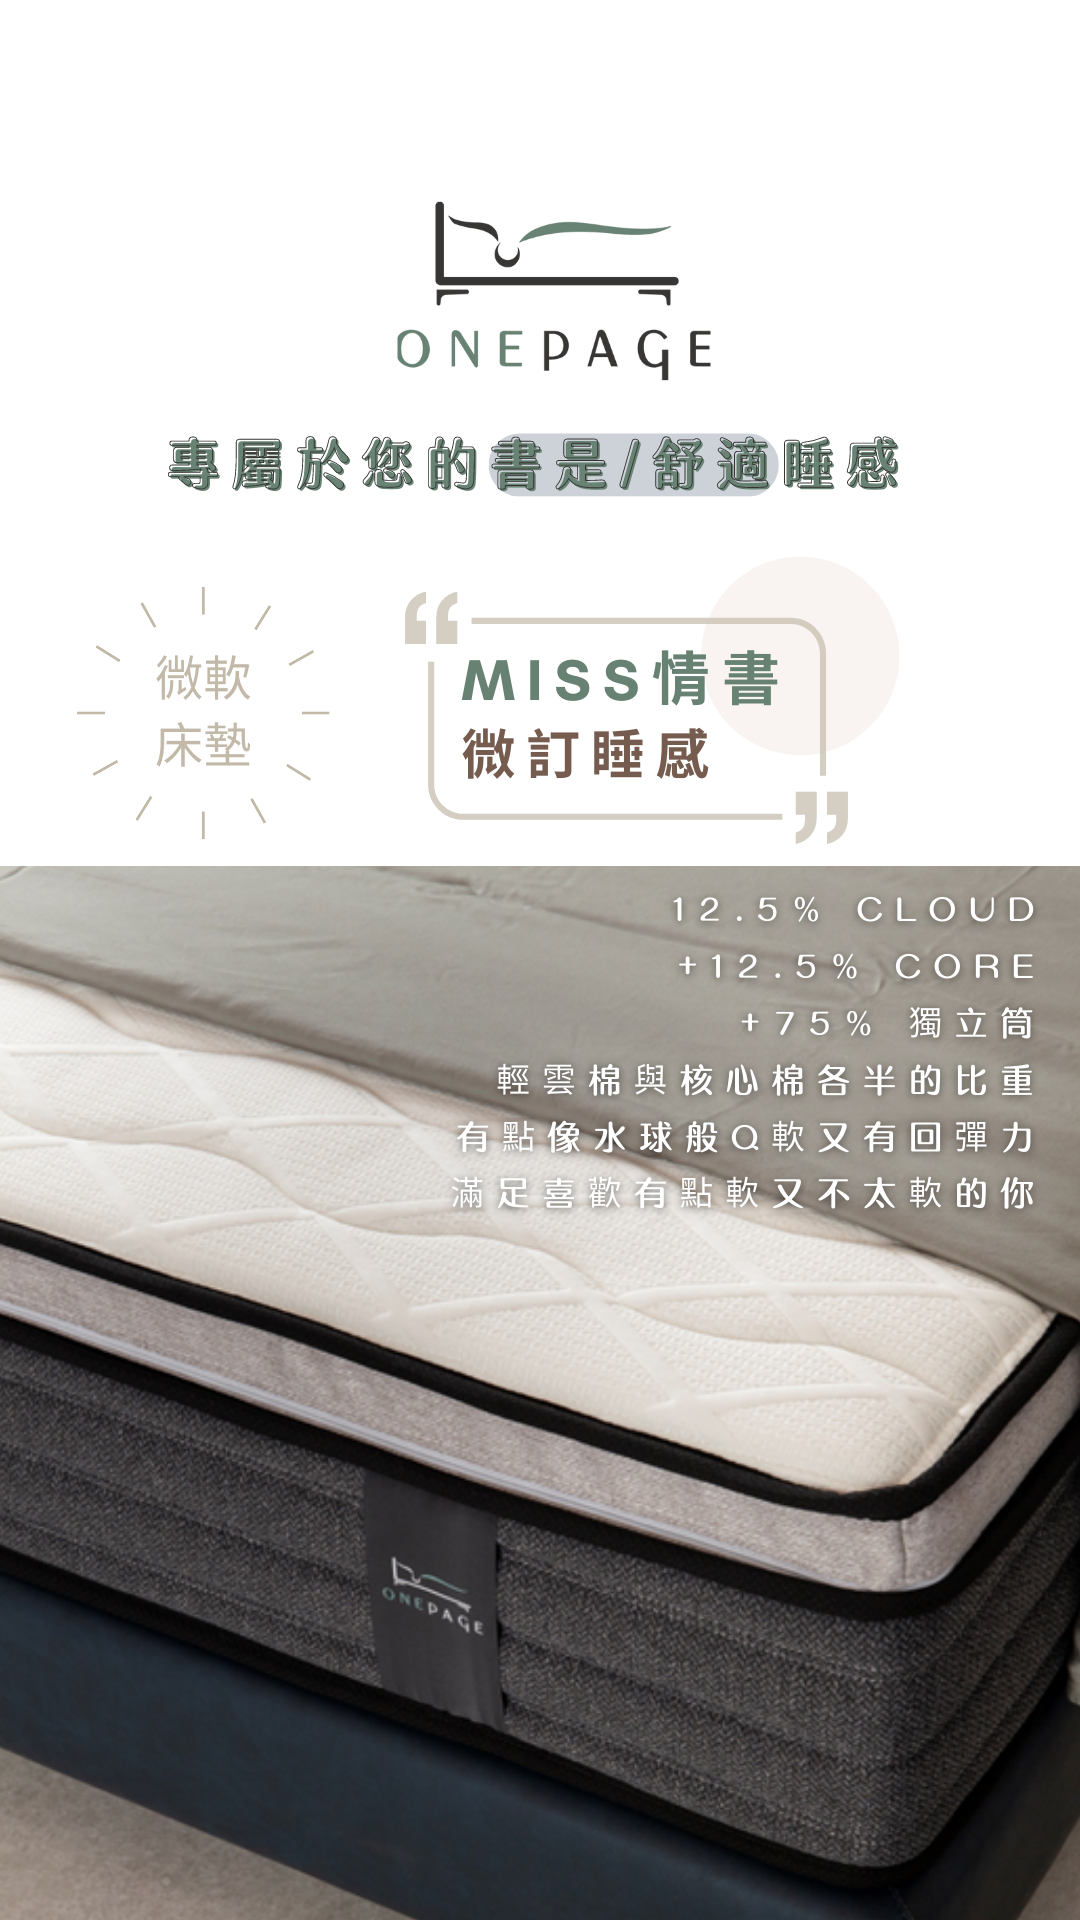 ONEPAGE
專屬於您的書是/舒適睡感
微軟
床墊
MISS情書
微訂睡感
12.5% CLOUD
+12.5% CORE
+75% 獨立筒
輕雲棉與核心棉各半的比重
有點像水球般Q軟又有回彈力
滿足喜歡有點軟又不太軟的你
ONEPAGE